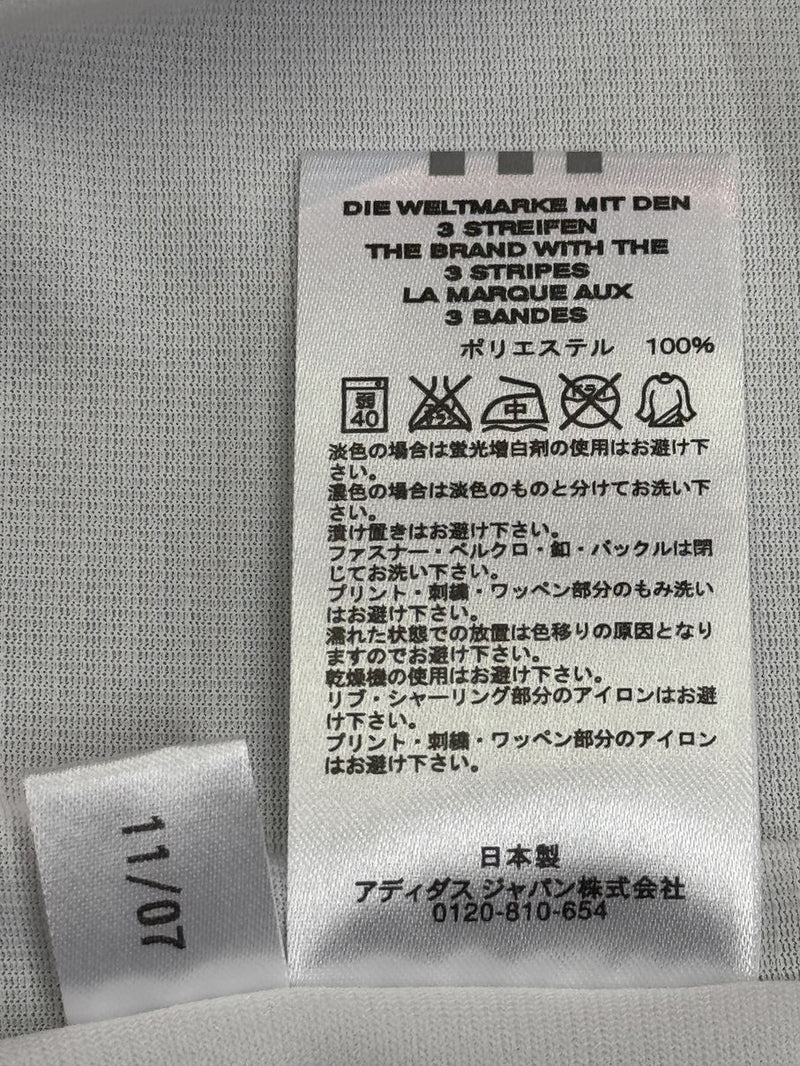 DIE WELTMARKE MIT DEN
3 STREIFEN
THE BRAND WITH THE
3 STRIPES
LA MARQUE AUX
3 BANDES
ポリエステル 100%
弱
40
エンソ
サラシ
中
ドライ
淡色の場合は蛍光増白剤の使用はお避け下
さい。
濃色の場合は淡色のものと分けてお洗い下
さい。
漬け置きはお避け下さい。
ファスナー・ベルクロ・釦・バックルは閉
じてお洗い下さい。
プリント・刺繍・ワッペン部分のもみ洗い
はお避け下さい。
濡れた状態での放置は色移りの原因となり
ますのでお避け下さい。
乾燥機の使用はお避け下さい。
リブ・シャーリング部分のアイロンはお避
け下さい。
プリント・刺繍・ワッペン部分のアイロン
はお避け下さい。
日本製
アディダス ジャパン株式会社
0120-810-654
11/07